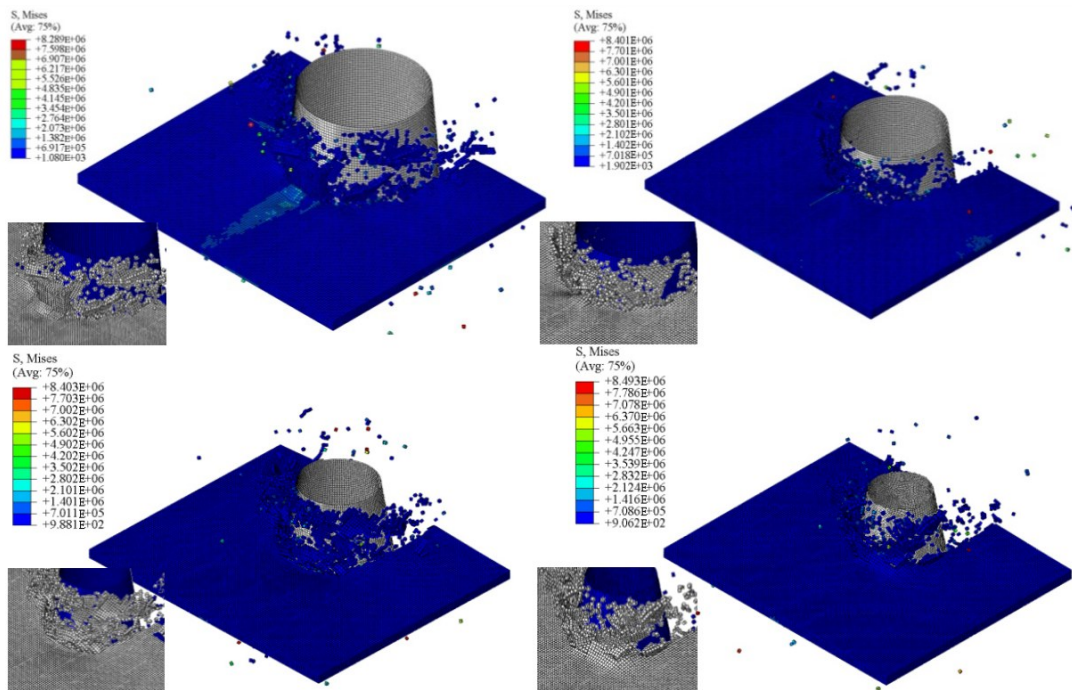 S, Mises
(Avg: 75%)
+8.289E+06
+7.598E+06
+6.907E+06
+6.217E+06
+5.526E+06
+4.835E+06
+4.145E+06
+3.454E+06
+2.764E+06
+2.073E+06
+1.382E+06
+6.917E+05
+1.080E+03
S, Mises
(Avg: 75%)
+8.401E+06
+7.701E+06
+7.001E+06
+6.301E+06
+5.601E+06
+4.901E+06
+4.201E+06
+3.501E+06
+2.801E+06
+2.102E+06
+1.402E+06
+7.018E+05
+1.902E+03
S, Mises
(Avg: 75%)
+8.403E+06
+7.703E+06
+7.002E+06
+6.302E+06
+5.602E+06
+4.902E+06
+4.202E+06
+3.502E+06
+2.802E+06
+2.101E+06
+1.401E+06
+7.011E+05
+9.881E+02
S, Mises
(Avg: 75%)
+8.493E+06
+7.786E+06
+7.078E+06
+6.370E+06
+5.663E+06
+4.955E+06
+4.247E+06
+3.539E+06
+2.832E+06
+2.124E+06
+1.416E+06
+7.086E+05
+9.062E+02